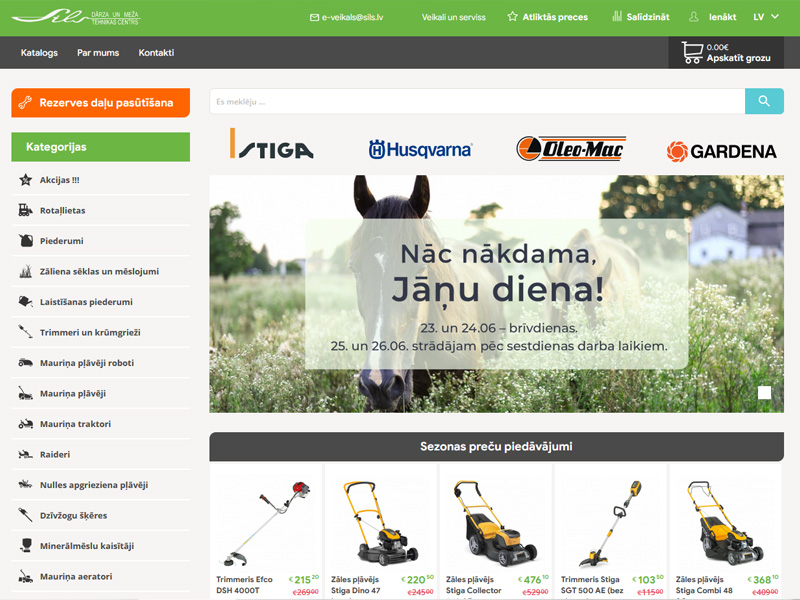 Sils DĀRZA UN MEŽA
TEHNIKAS CENTRS
e-veikals@sils.lv
Veikali un serviss
Atliktās preces
Salīdzināt
Ienākt
LV
Katalogs
Par mums
Kontakti
0.00€
Apskatīt grozu
Rezerves daļu pasūtīšana
Es meklēju ...
Kategorijas
STIGA
Husqvarna
Oleo-Mac
GARDENA
Akcijas !!!
Rotaļlietas
Piederumi
Zāliena sēklas un mēslojumi
Laistīšanas piederumi
Trimmeri un krūmgrieži
Mauriņa pļāvēji roboti
Mauriņa pļāvēji
Mauriņa traktori
Raideri
Nulles apgrieziena pļāvēji
Dzīvžogu šķēres
Minerālmēslu kaisītāji
Mauriņa aeratori
Nāc nākdama,
Jāņu diena!
23. un 24.06 – brīvdienas.
25. un 26.06. strādājam pēc sestdienas darba laikiem.
Sezonas preču piedāvājumi
Trimmeris Efco
DSH 4000T
€ 215 20
€269.00
Zāles pļāvējs
Stiga Dino 47
€ 220 50
€245.00
Zāles pļāvējs
Stiga Collector
€ 476 10
€529.00
Trimmeris Stiga
SGT 500 AE (bez
€ 103 50
€115.00
Zāles pļāvējs
Stiga Combi 48
€ 368 10
€409.00